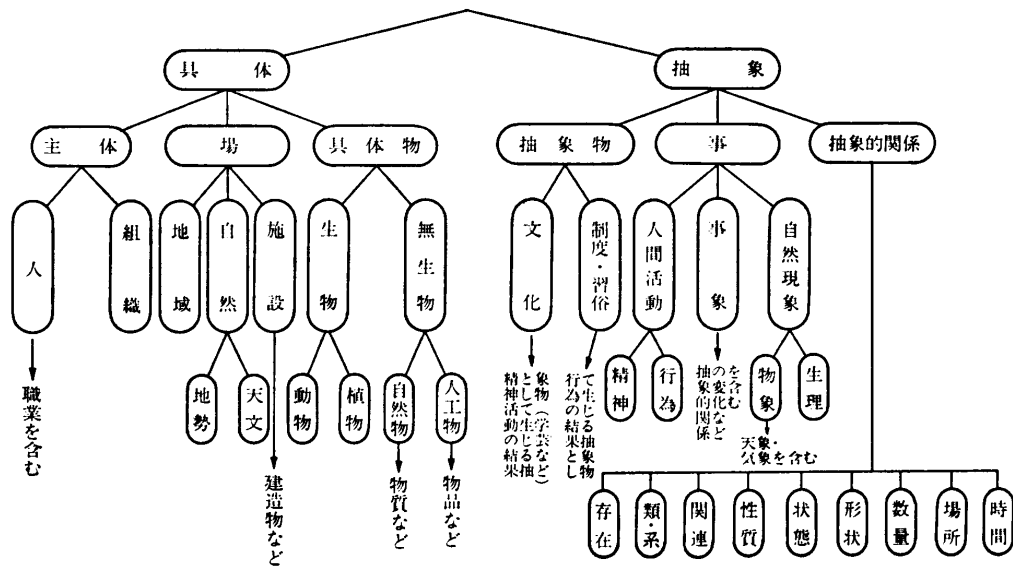 具体
抽象
主体
場
具体物
抽象物
事
抽象的関係
人
組織
地域
自然
施設
生物
無生物
文化
制度・習俗
人間活動
事象
自然現象
地勢
天文
動物
植物
自然物
人工物
精神
行為
物象
生理
職業を含む
建造物など
物質など
物品など
精神活動の結果
として生じる抽
象物（学芸など）
行為の結果とし
て生じる抽象物
抽象的関係
の変化など
を含む
天象・
気象を含む
存在
類・系
関連
性質
状態
形状
数量
場所
時間